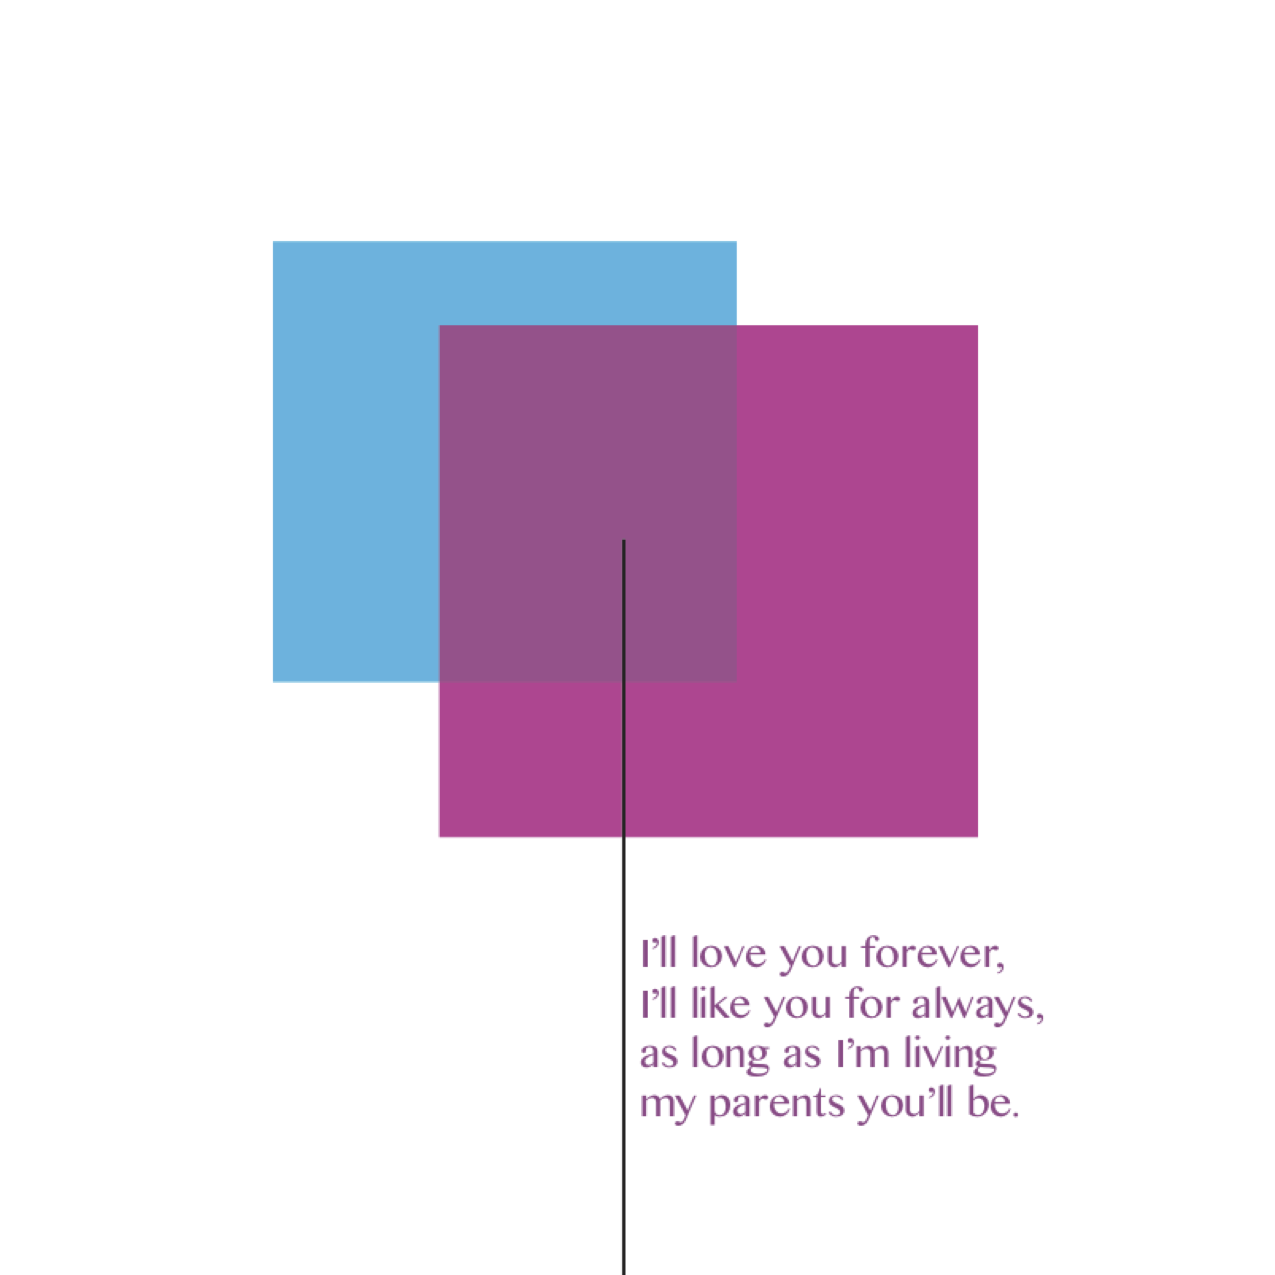 I’ll love you forever,
I’ll like you for always,
as long as I’m living
my parents you’ll be.